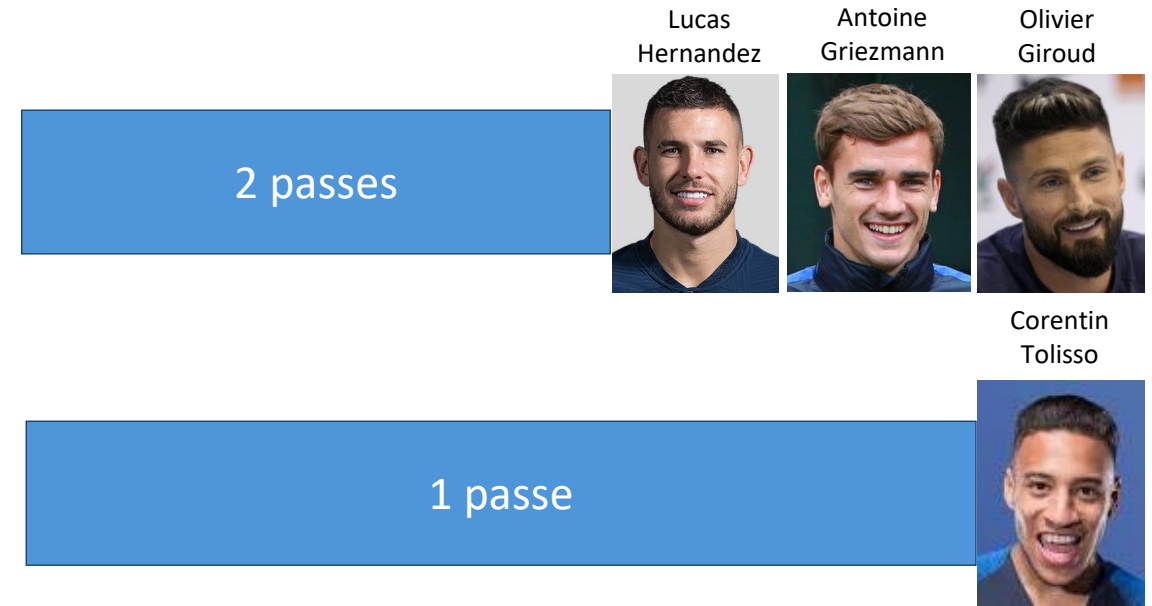 Lucas
Hernandez
Antoine
Griezmann
Olivier
Giroud
2 passes
Corentin
Tolisso
1 passe